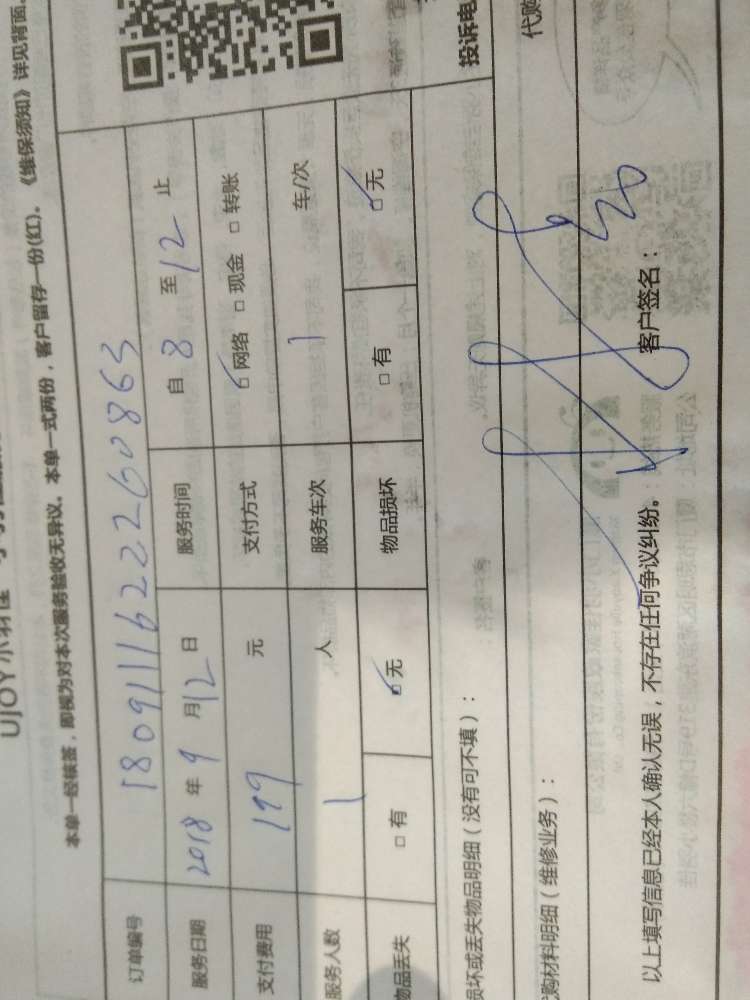 UJOY
本单一经核签，即视为对本次服务验收无异议。本单一式两份，客户留存一份(红)。《维保须知》详见背面。
订单编号 180911162226086​3
服务日期 2018 年 9 月 12 日 服务时间 自 8 至 12 止
支付费用 199 元 支付方式 ☑网络 □现金 □转账
服务人数 1 人 服务车次 1 车/次
物品丢失 □有 ☑无 物品损坏 □有 ☑无
损坏或丢失物品明细（没有可不填）： 投诉电
代购材料明细（维修业务）： 代购
以上填写信息已经本人确认无误，不存在任何争议纠纷。 客户签名：